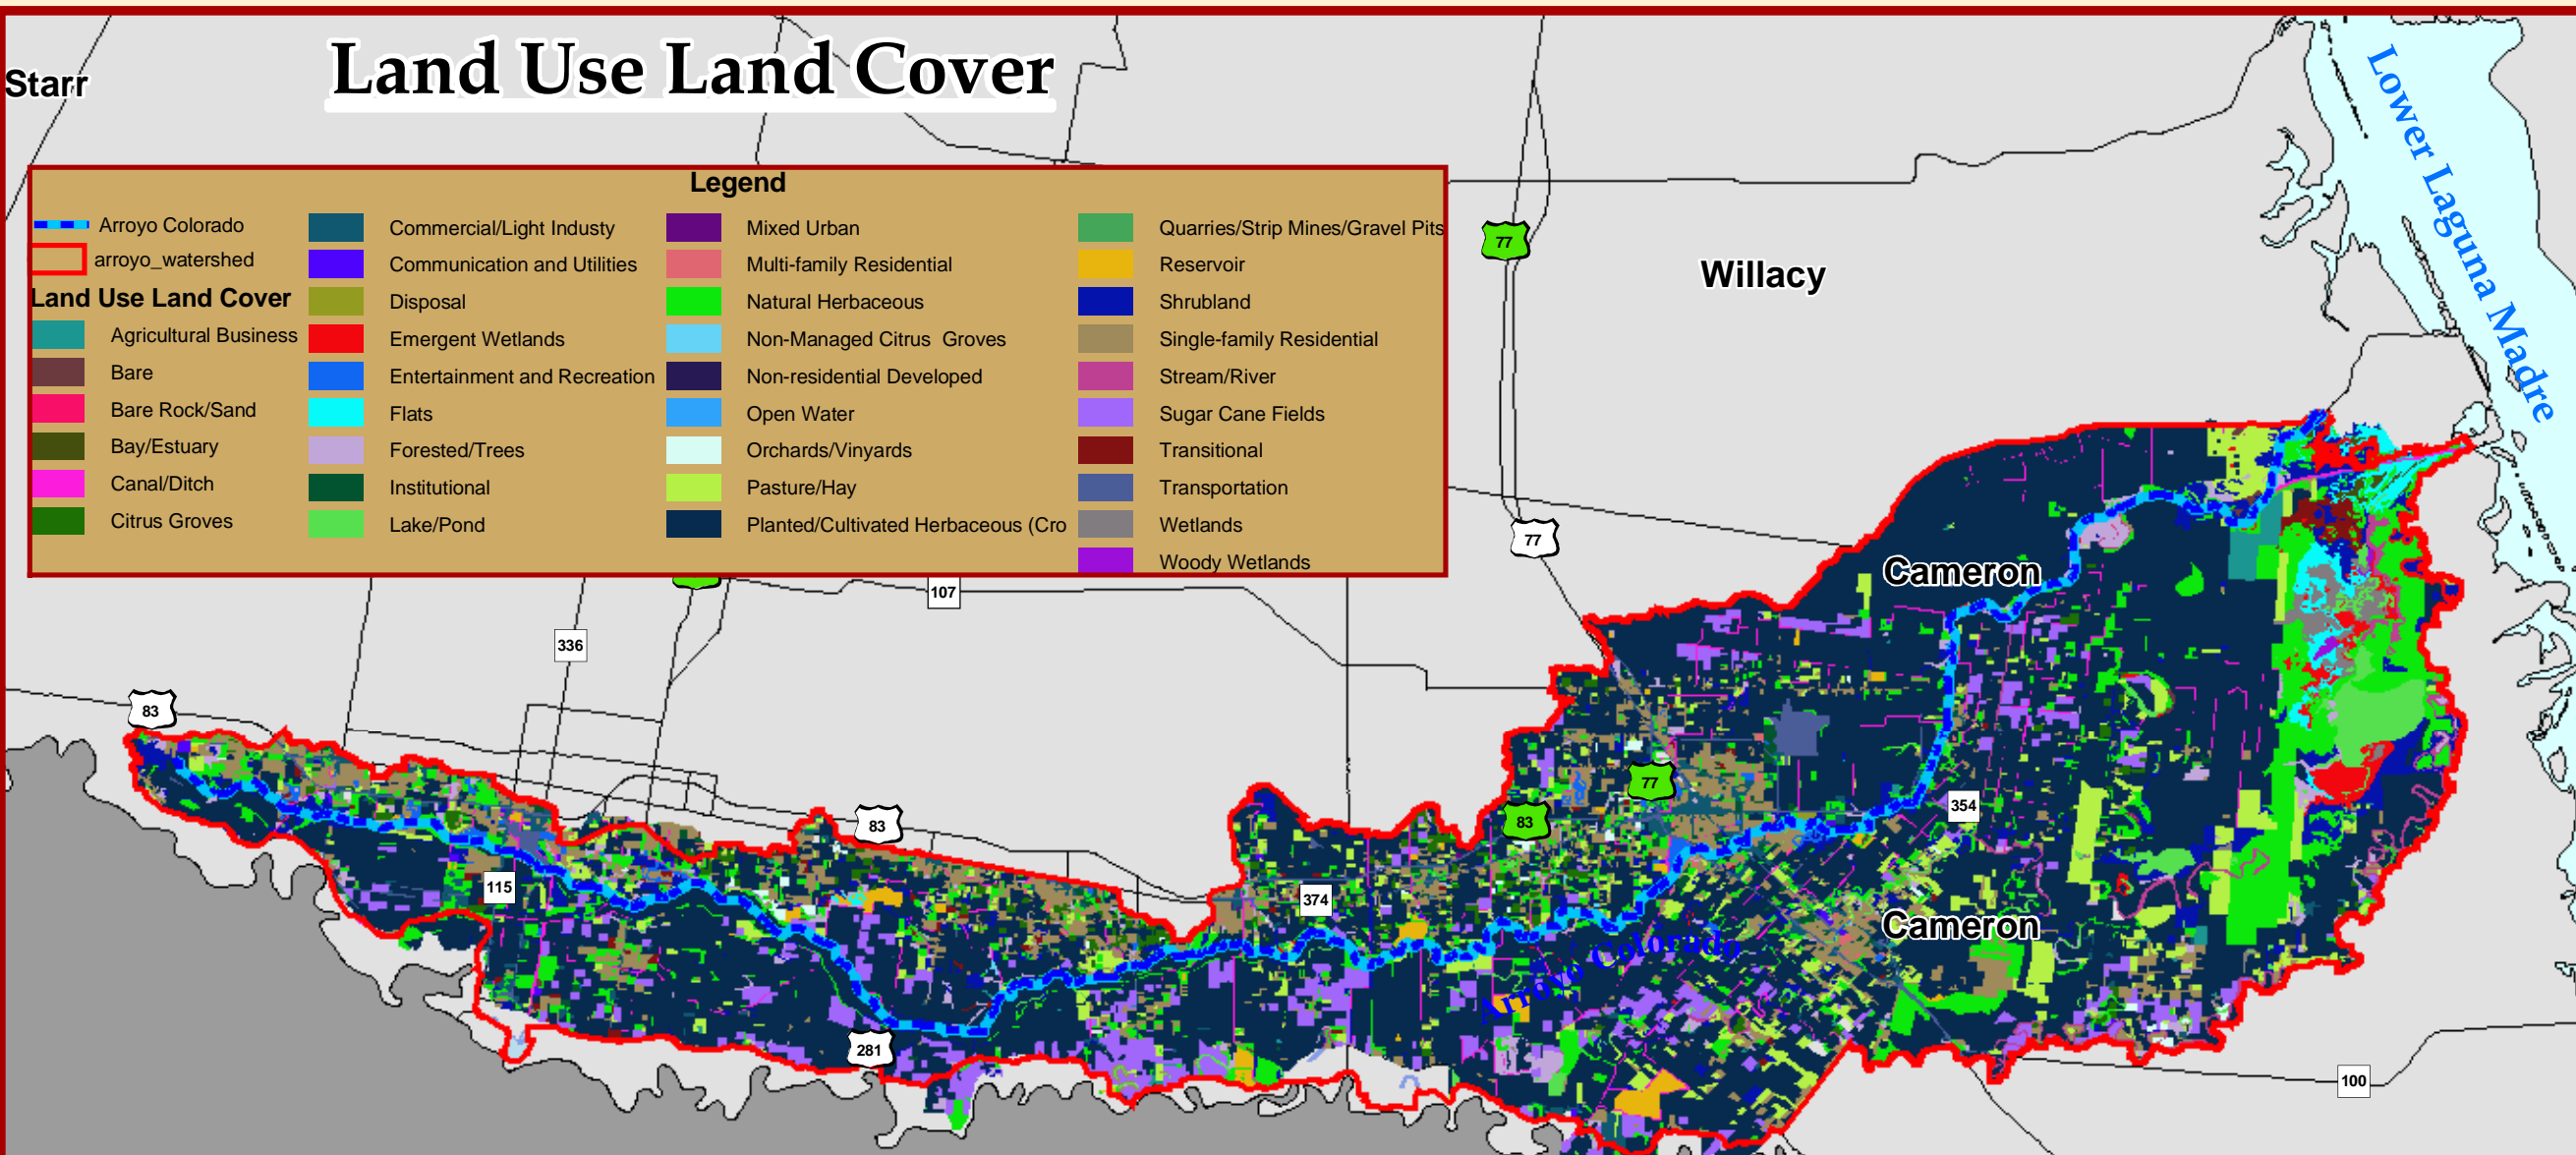 Land Use Land Cover
Starr
Lower Laguna Madre
Willacy
77
Legend
Arroyo Colorado
arroyo_watershed
Land Use Land Cover
Agricultural Business
Bare
Bare Rock/Sand
Bay/Estuary
Canal/Ditch
Citrus Groves
Commercial/Light Industy
Communication and Utilities
Disposal
Emergent Wetlands
Entertainment and Recreation
Flats
Forested/Trees
Institutional
Lake/Pond
Mixed Urban
Multi-family Residential
Natural Herbaceous
Non-Managed Citrus  Groves
Non-residential Developed
Open Water
Orchards/Vinyards
Pasture/Hay
Planted/Cultivated Herbaceous (Cro
Quarries/Strip Mines/Gravel Pits
Reservoir
Shrubland
Single-family Residential
Stream/River
Sugar Cane Fields
Transitional
Transportation
Wetlands
Woody Wetlands
77
Cameron
107
336
83
77
354
83
83
115
374
Cameron
Arroyo Colorado
281
100